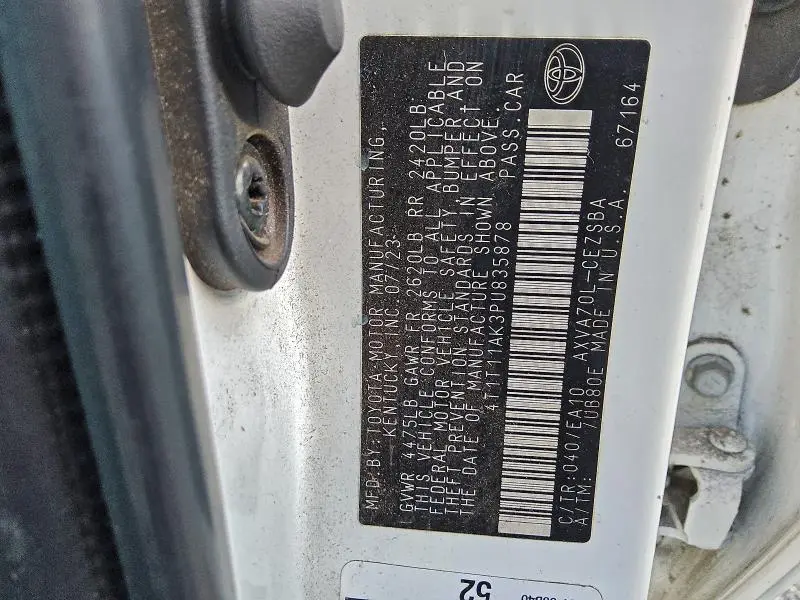 MFD BY: TOYOTA MOTOR MANUFACTURING,
KENTUCKY, INC 07/23
GVWR 4475LB GAWR FR 2620LB RR 2420LB
THIS VEHICLE CONFORMS TO ALL APPLICABLE
FEDERAL MOTOR VEHICLE SAFETY, BUMPER AND
THEFT PREVENTION STANDARDS IN EFFECT ON
THE DATE OF MANUFACTURE SHOWN ABOVE.
4T1T11AK3PU835878 PASS.CAR
C/TR:040/EA10 AXVA70L-CEZSBA
A/TM: /UB80E MADE IN U.S.A. 67164
52